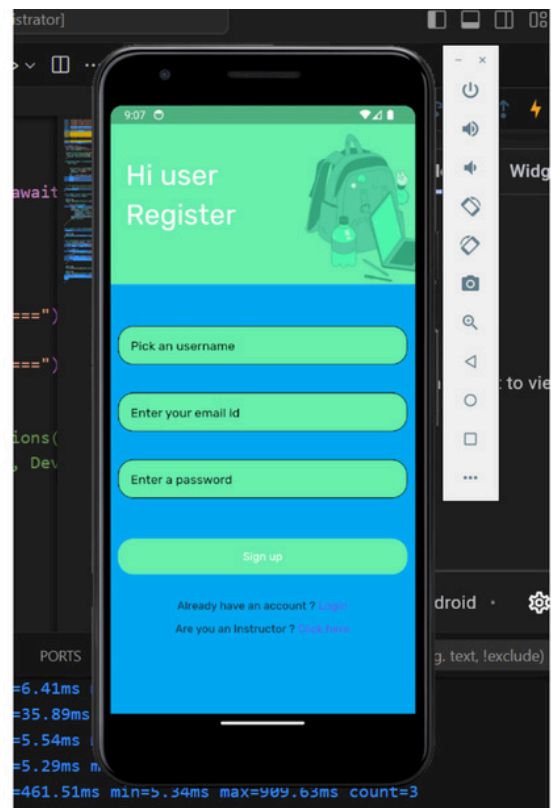 istrator]
9:07
Hi user
Register
await
Widg
Pick an username
===")
===")
to vie
Enter your email id
ions(
, Dev
Enter a password
Sign up
Already have an account ? Login
droid
Are you an Instructor ? Click here
PORTS
g. text, !exclude)
=6.41ms
=35.89ms
=5.54ms
=5.29ms m
=461.51ms min=5.34ms max=909.63ms count=3